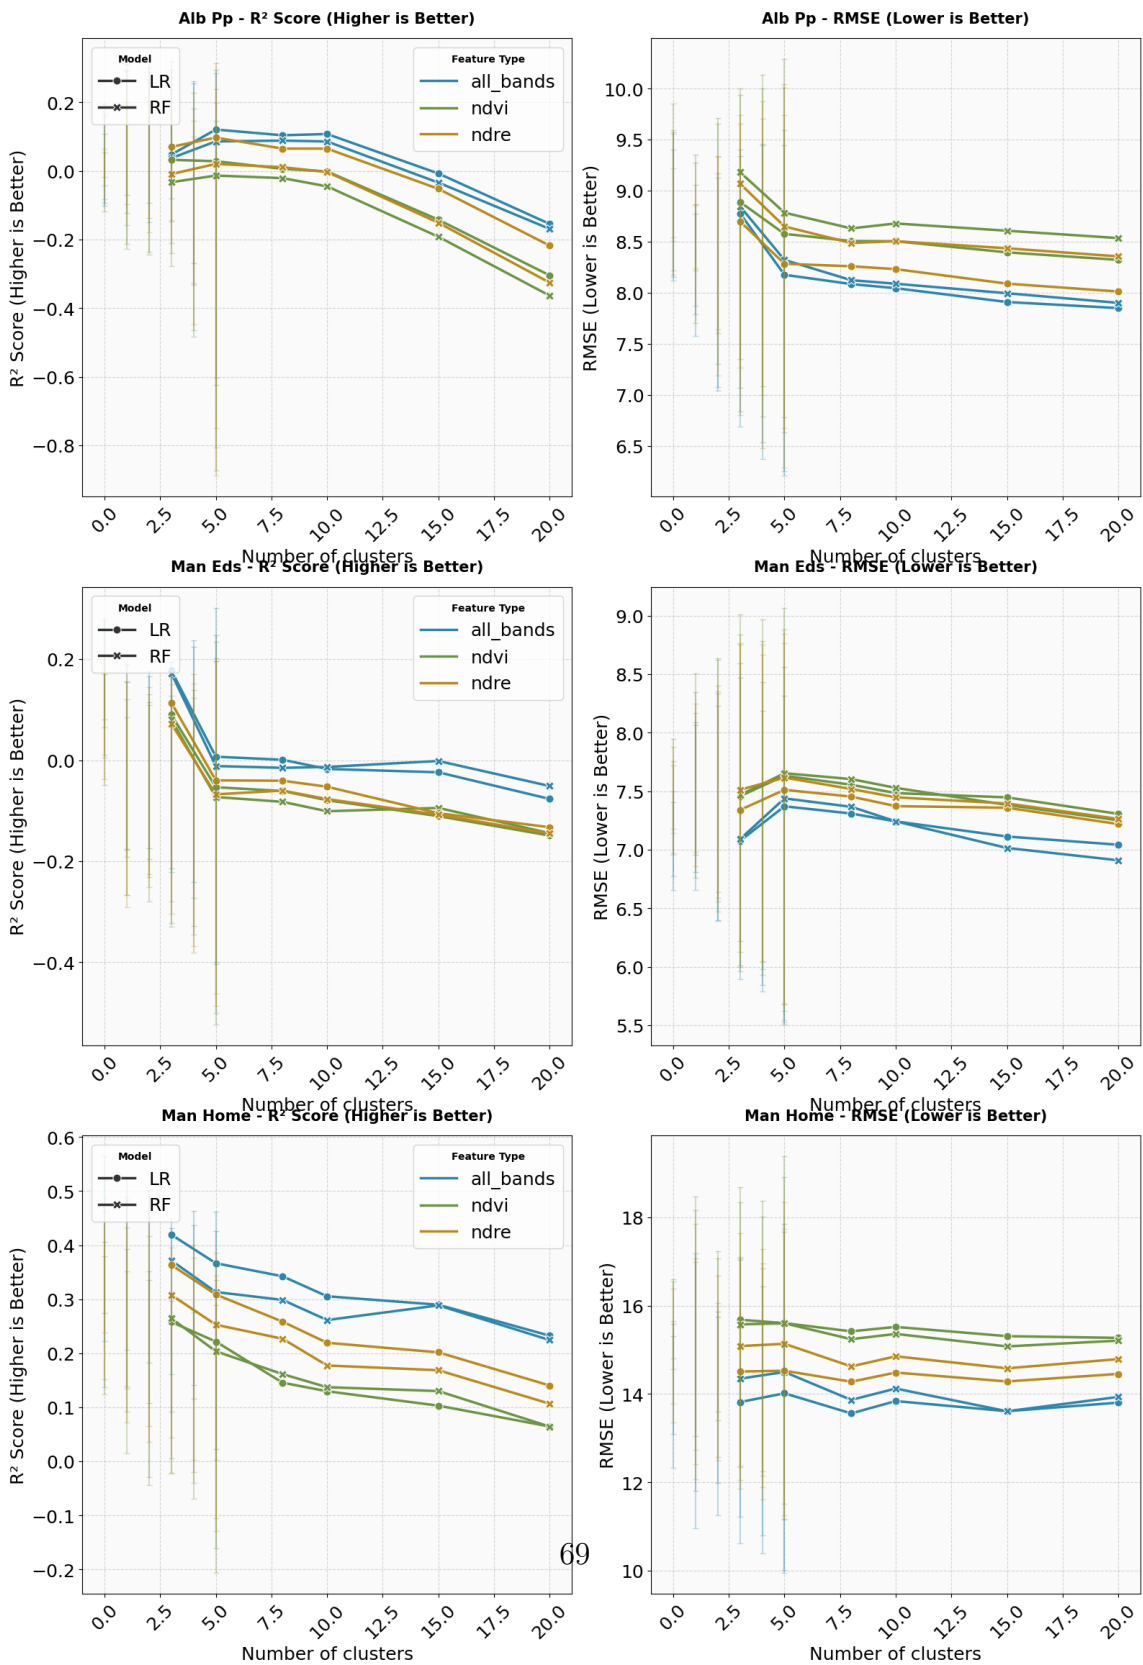 Alb Pp - R² Score (Higher is Better)
Alb Pp - RMSE (Lower is Better)
Model
LR
RF
Feature Type
all_bands
ndvi
ndre
R² Score (Higher is Better)
0.2
0.0
−0.2
−0.4
−0.6
−0.8
0.0
2.5
5.0
7.5
10.0
12.5
15.0
17.5
20.0
Number of clusters
RMSE (Lower is Better)
10.0
9.5
9.0
8.5
8.0
7.5
7.0
6.5
0.0
2.5
5.0
7.5
10.0
12.5
15.0
17.5
20.0
Number of clusters
Man Eds - R² Score (Higher is Better)
Man Eds - RMSE (Lower is Better)
Model
LR
RF
Feature Type
all_bands
ndvi
ndre
R² Score (Higher is Better)
0.2
0.0
−0.2
−0.4
0.0
2.5
5.0
7.5
10.0
12.5
15.0
17.5
20.0
Number of clusters
RMSE (Lower is Better)
9.0
8.5
8.0
7.5
7.0
6.5
6.0
5.5
0.0
2.5
5.0
7.5
10.0
12.5
15.0
17.5
20.0
Number of clusters
Man Home - R² Score (Higher is Better)
Man Home - RMSE (Lower is Better)
Model
LR
RF
Feature Type
all_bands
ndvi
ndre
R² Score (Higher is Better)
0.6
0.5
0.4
0.3
0.2
0.1
0.0
−0.1
−0.2
0.0
2.5
5.0
7.5
10.0
12.5
15.0
17.5
20.0
Number of clusters
RMSE (Lower is Better)
18
16
14
12
10
0.0
2.5
5.0
7.5
10.0
12.5
15.0
17.5
20.0
Number of clusters
69